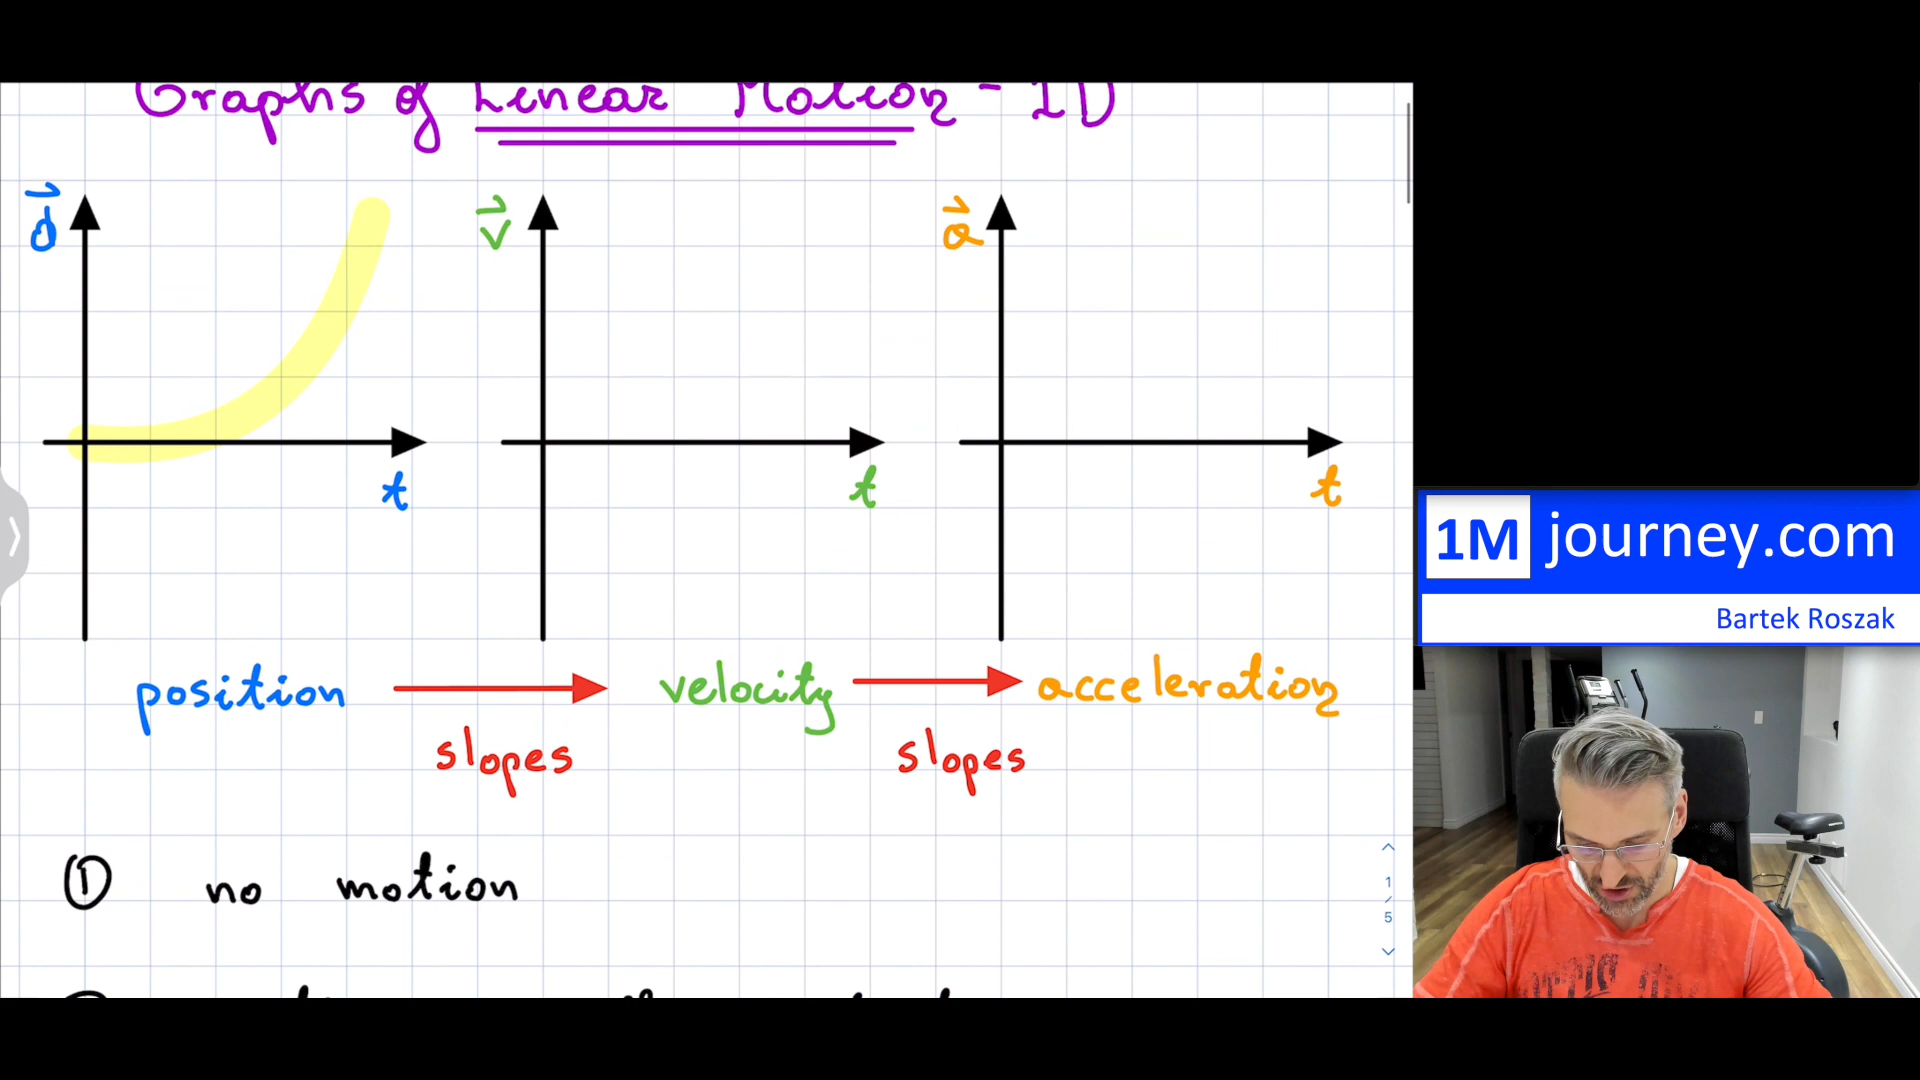 Graphs of Linear Motion - 1D
d
v
a
t
t
t
position
velocity
acceleration
slopes
slopes
① no motion
1
/
5
1M journey.com
Bartek Roszak